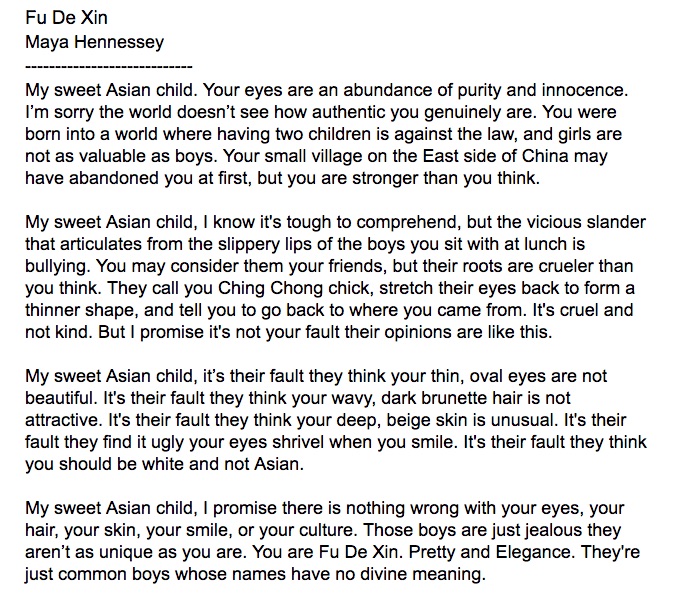 Fu De Xin
Maya Hennessey
----------------------------
My sweet Asian child. Your eyes are an abundance of purity and innocence.
I'm sorry the world doesn't see how authentic you genuinely are. You were
born into a world where having two children is against the law, and girls are
not as valuable as boys. Your small village on the East side of China may
have abandoned you at first, but you are stronger than you think.

My sweet Asian child, I know it's tough to comprehend, but the vicious slander
that articulates from the slippery lips of the boys you sit with at lunch is
bullying. You may consider them your friends, but their roots are crueler than
you think. They call you Ching Chong chick, stretch their eyes back to form a
thinner shape, and tell you to go back to where you came from. It's cruel and
not kind. But I promise it's not your fault their opinions are like this.

My sweet Asian child, it's their fault they think your thin, oval eyes are not
beautiful. It's their fault they think your wavy, dark brunette hair is not
attractive. It's their fault they think your deep, beige skin is unusual. It's their
fault they find it ugly your eyes shrivel when you smile. It's their fault they think
you should be white and not Asian.

My sweet Asian child, I promise there is nothing wrong with your eyes, your
hair, your skin, your smile, or your culture. Those boys are just jealous they
aren't as unique as you are. You are Fu De Xin. Pretty and Elegance. They're
just common boys whose names have no divine meaning.